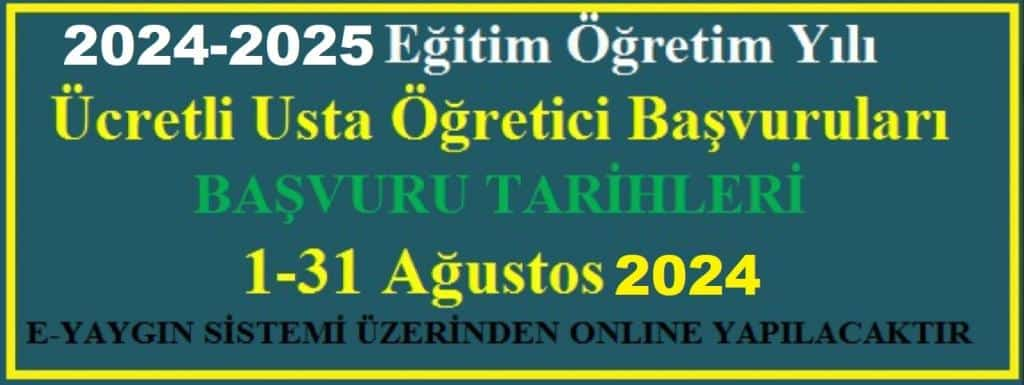 2024-2025 Eğitim Öğretim Yılı
Ücretli Usta Öğretici Başvuruları
BAŞVURU TARİHLERİ
1-31 Ağustos 2024
E-YAYGIN SİSTEMİ ÜZERİNDEN ONLINE YAPILACAKTIR